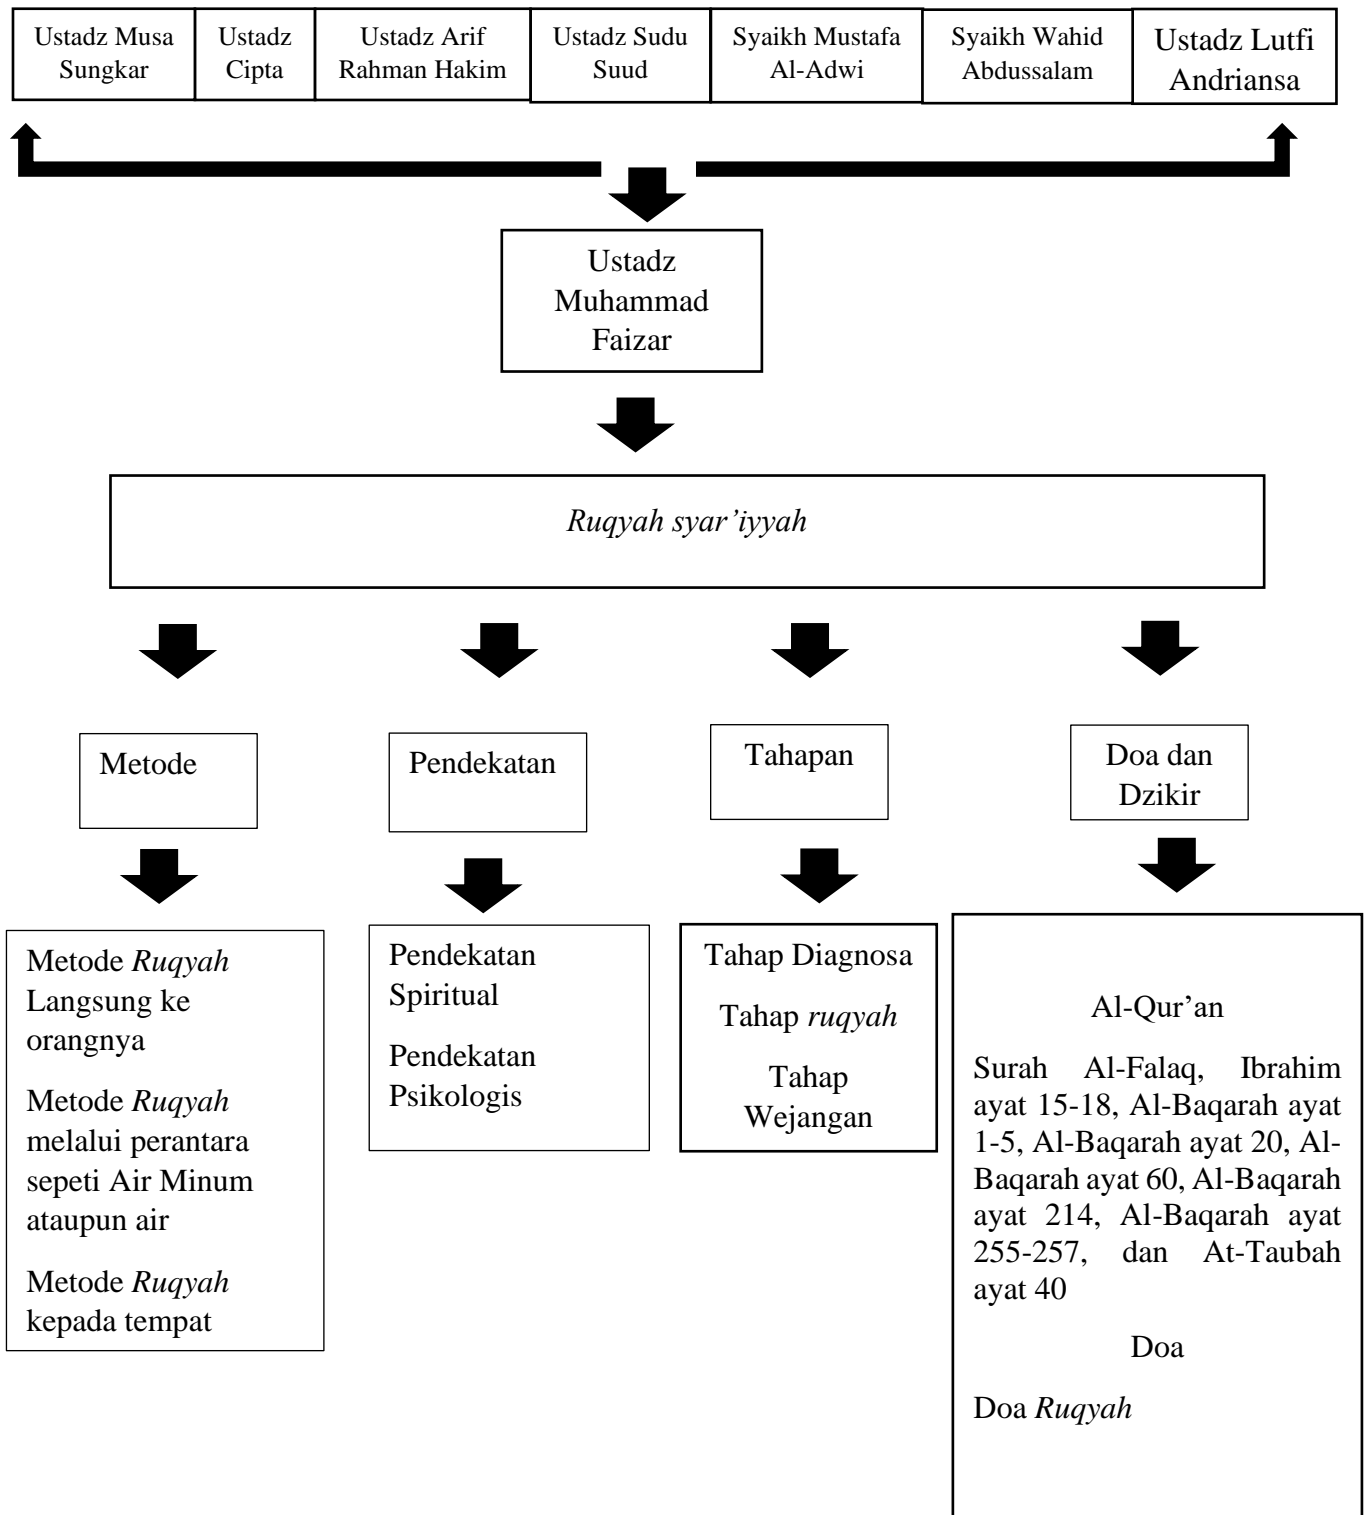 Ustadz Musa
Sungkar
Ustadz
Cipta
Ustadz Arif
Rahman Hakim
Ustadz Sudu
Suud
Syaikh Mustafa
Al-Adwi
Syaikh Wahid
Abdussalam
Ustadz Lutfi
Andriansa
Ustadz
Muhammad
Faizar
Ruqyah syar’iyyah
Metode
Pendekatan
Tahapan
Doa dan
Dzikir
Metode Ruqyah
Langsung ke
orangnya
Metode Ruqyah
melalui perantara
sepeti Air Minum
ataupun air
Metode Ruqyah
kepada tempat
Pendekatan
Spiritual
Pendekatan
Psikologis
Tahap Diagnosa
Tahap ruqyah
Tahap
Wejangan
Al-Qur’an
Surah Al-Falaq, Ibrahim
ayat 15-18, Al-Baqarah ayat
1-5, Al-Baqarah ayat 20, Al-
Baqarah ayat 60, Al-Baqarah
ayat 214, Al-Baqarah ayat
255-257, dan At-Taubah
ayat 40
Doa
Doa Ruqyah